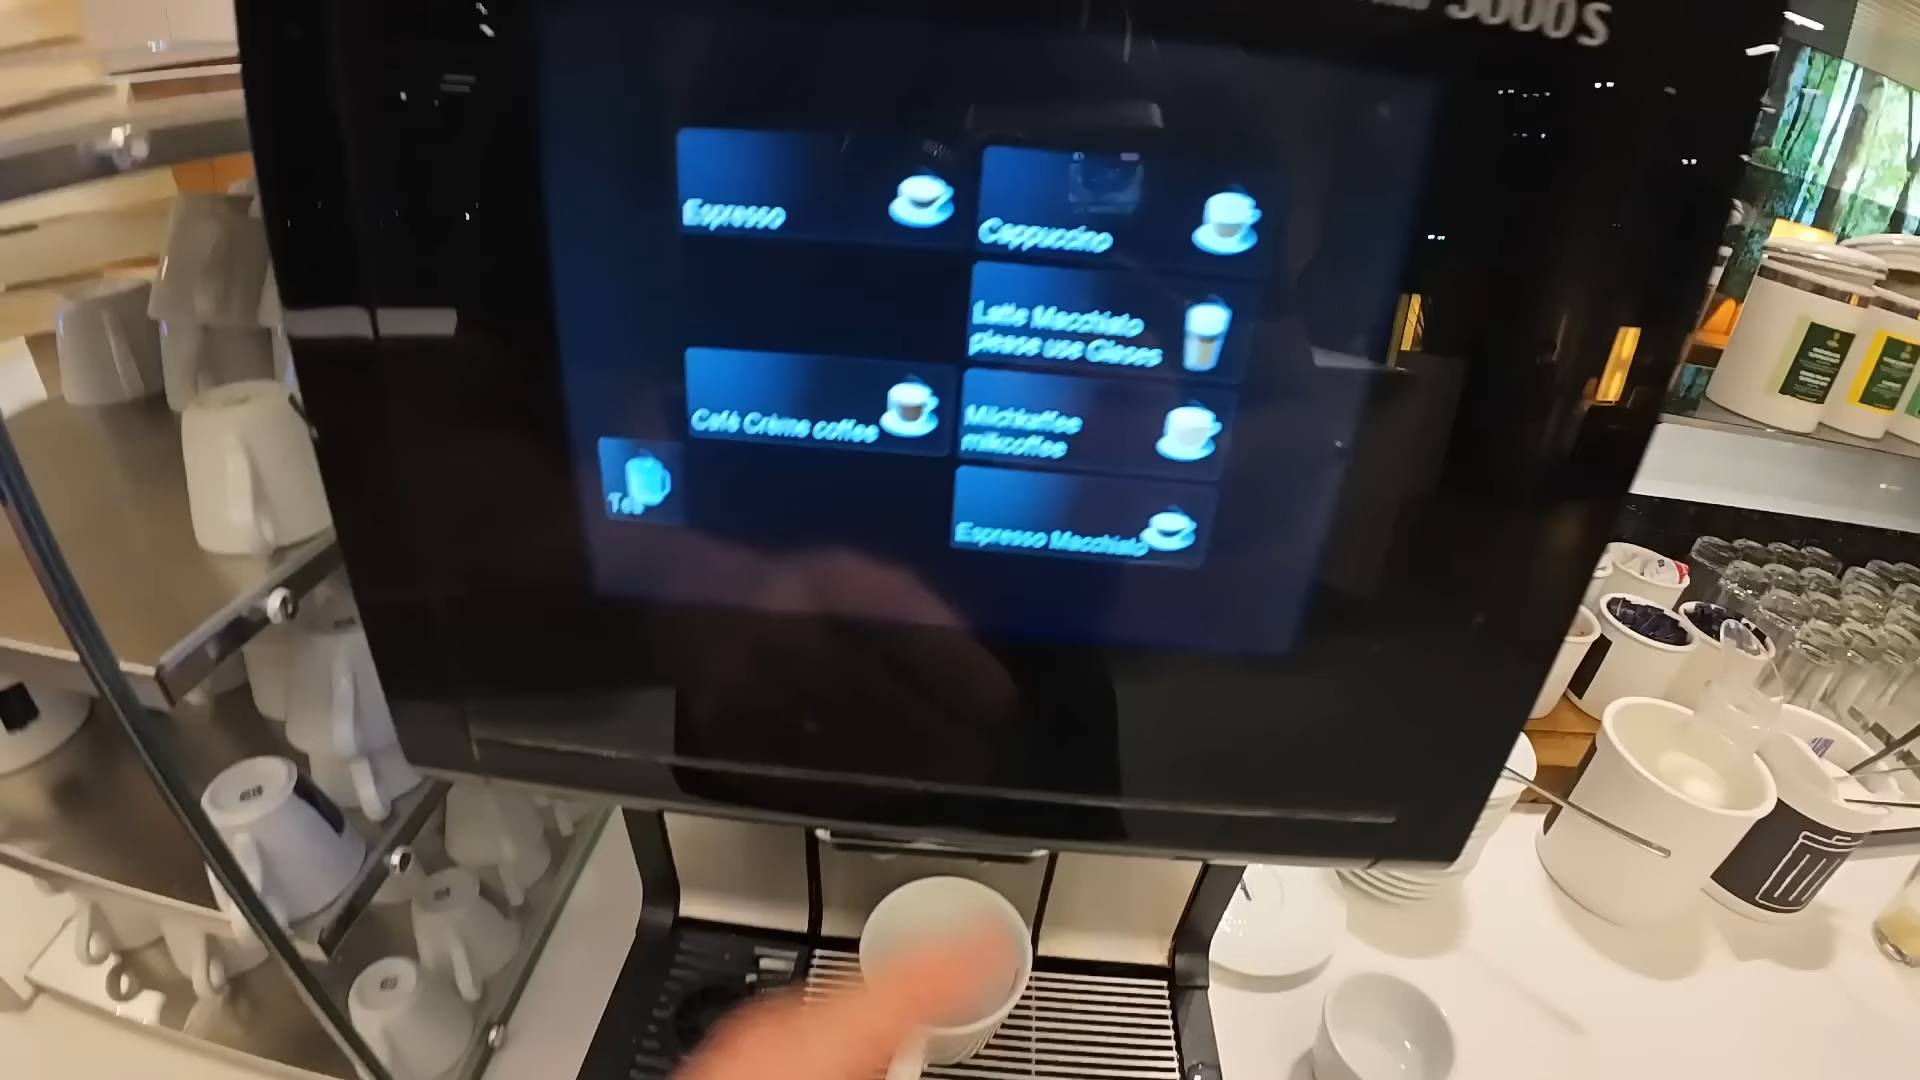 5000S
Espresso
Cappuccino
Latte Macchiato
please use Glases
Café Crème coffee
Milchkaffee
milkcoffee
Tea
Espresso Macchiato